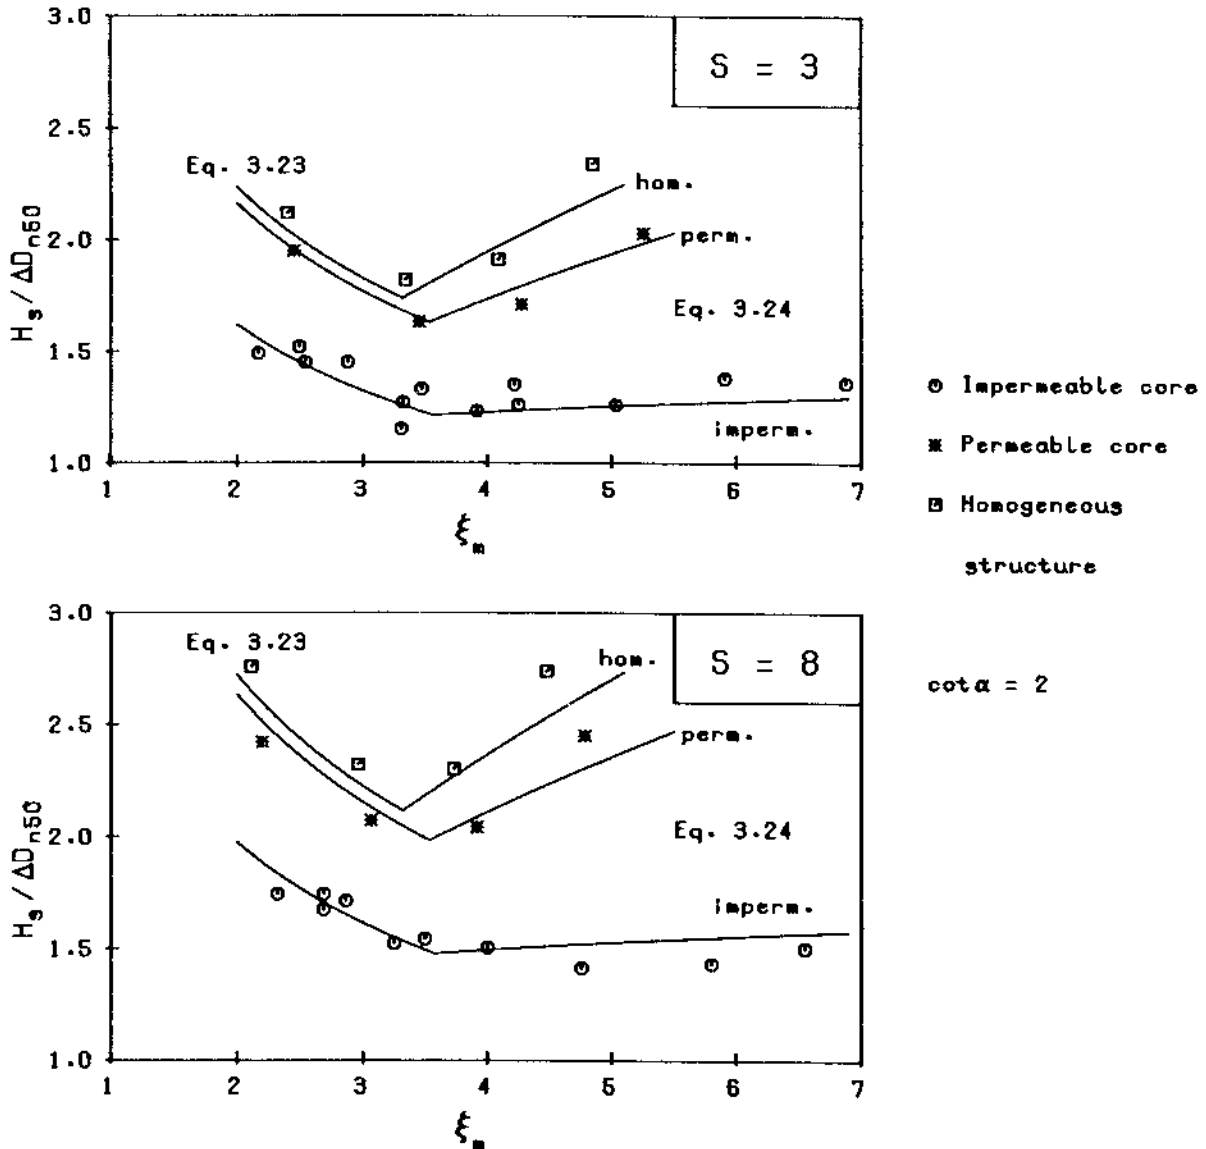 3.0
S = 3
2.5
Eq. 3.23
hom.
2.0
perm.
H_s / ΔD_n50
Eq. 3.24
1.5
imperm.
1.0
1 2 3 4 5 6 7
ξ_m
⊙ Impermeable core
✱ Permeable core
⊡ Homogeneous
structure
cot α = 2
3.0
Eq. 3.23
hom.
S = 8
2.5
perm.
H_s / ΔD_n50
2.0
Eq. 3.24
imperm.
1.5
1.0
1 2 3 4 5 6 7
ξ_m